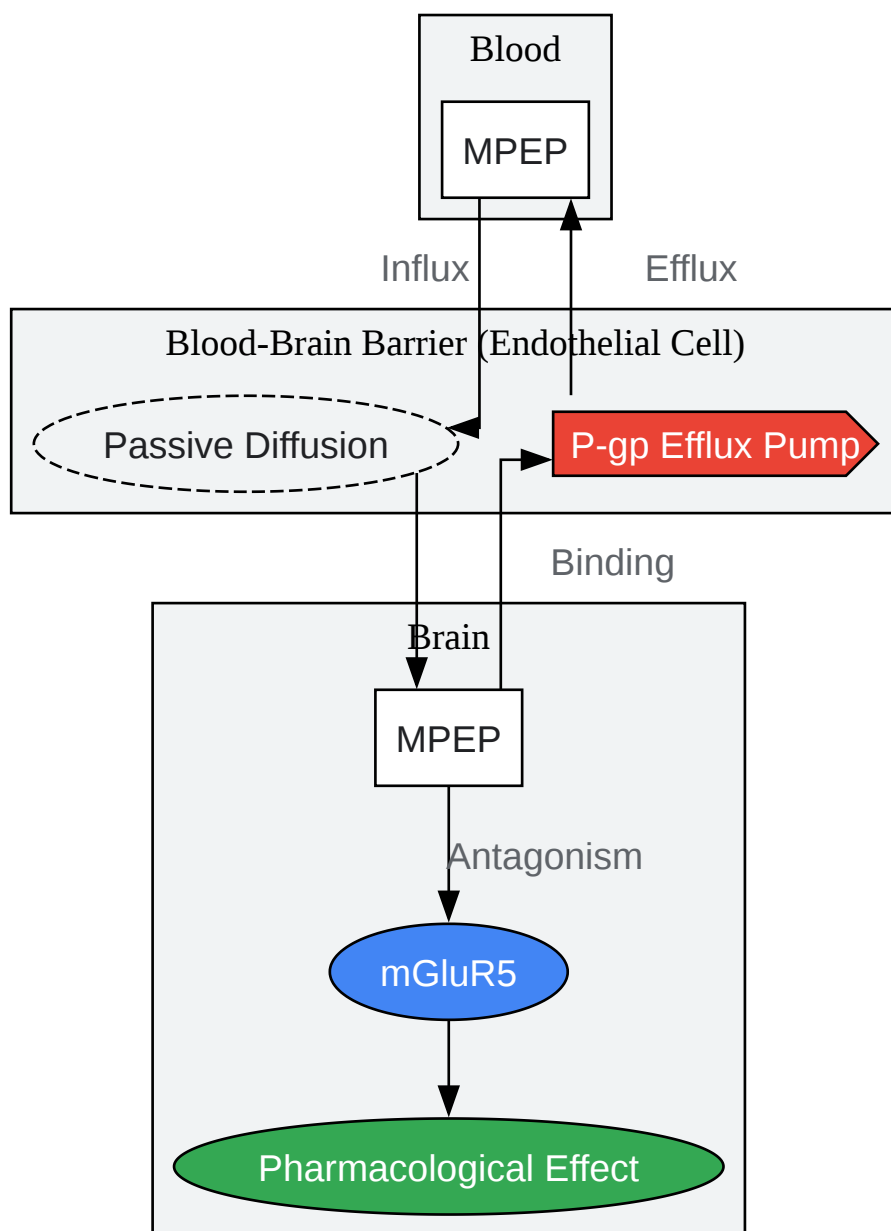 Blood
MPEP
Influx
Efflux
Blood-Brain Barrier (Endothelial Cell)
Passive Diffusion
P-gp Efflux Pump
Binding
Brain
MPEP
Antagonism
mGluR5
Pharmacological Effect